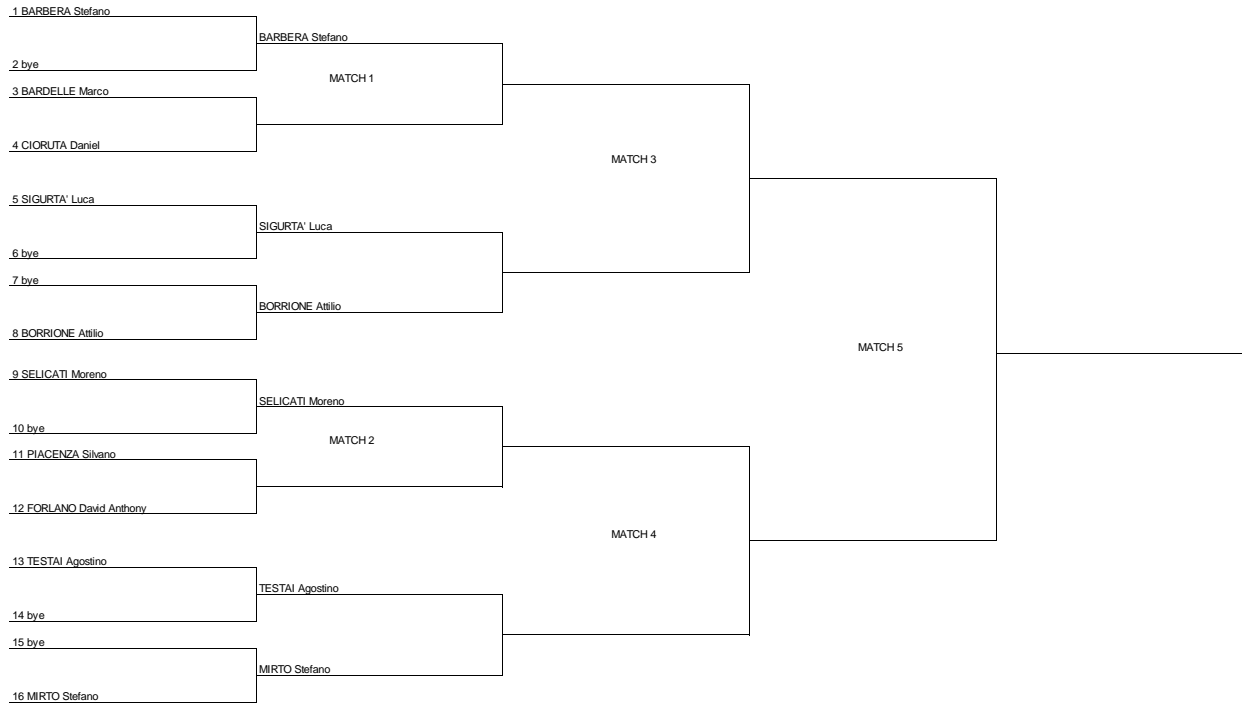 1 BARBERA Stefano
BARBERA Stefano
2 bye
MATCH 1
3 BARDELLE Marco
4 CIORUTA Daniel
MATCH 3
5 SIGURTA' Luca
SIGURTA' Luca
6 bye
7 bye
BORRIONE Attilio
8 BORRIONE Attilio
MATCH 5
9 SELICATI Moreno
SELICATI Moreno
10 bye
MATCH 2
11 PIACENZA Silvano
12 FORLANO David Anthony
MATCH 4
13 TESTAI Agostino
TESTAI Agostino
14 bye
15 bye
MIRTO Stefano
16 MIRTO Stefano